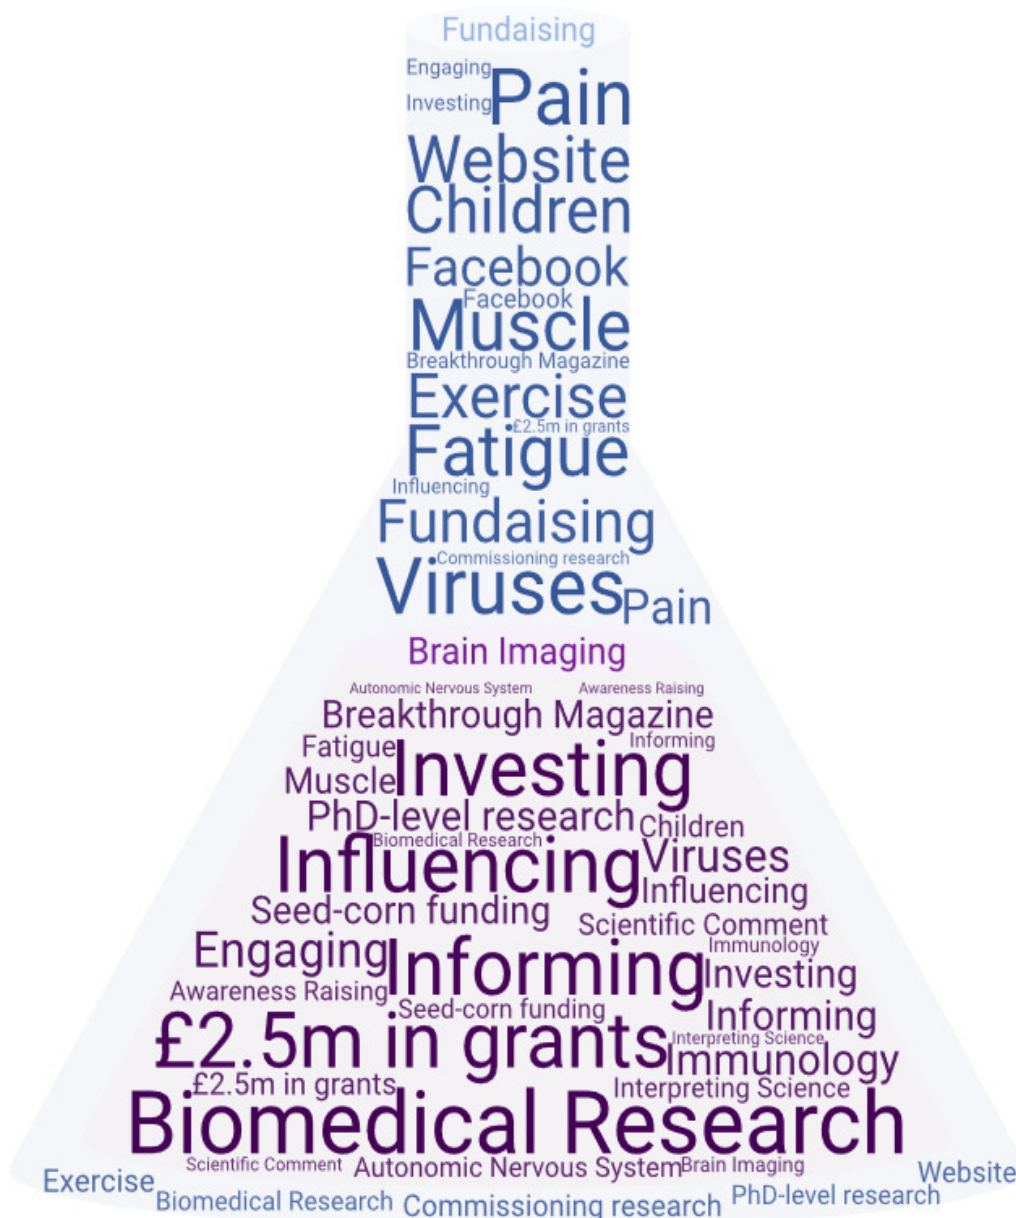 Fundaising
Engaging
Investing
Pain
Website
Children
Facebook
Facebook
Muscle
Breakthrough Magazine
Exercise
£2.5m in grants
Fatigue
Influencing
Fundaising
Commissioning research
Viruses
Pain
Brain Imaging
Autonomic Nervous System
Awareness Raising
Breakthrough Magazine
Fatigue
Informing
Investing
Muscle
PhD-level research
Children
Biomedical Research
Influencing
Viruses
Influencing
Seed-corn funding
Scientific Comment
Engaging
Immunology
Informing
Investing
Awareness Raising
Seed-corn funding
Informing
£2.5m in grants
Interpreting Science
Immunology
£2.5m in grants
Interpreting Science
Biomedical Research
Scientific Comment
Autonomic Nervous System
Brain Imaging
Website
Exercise
Biomedical Research
Commissioning research
PhD-level research